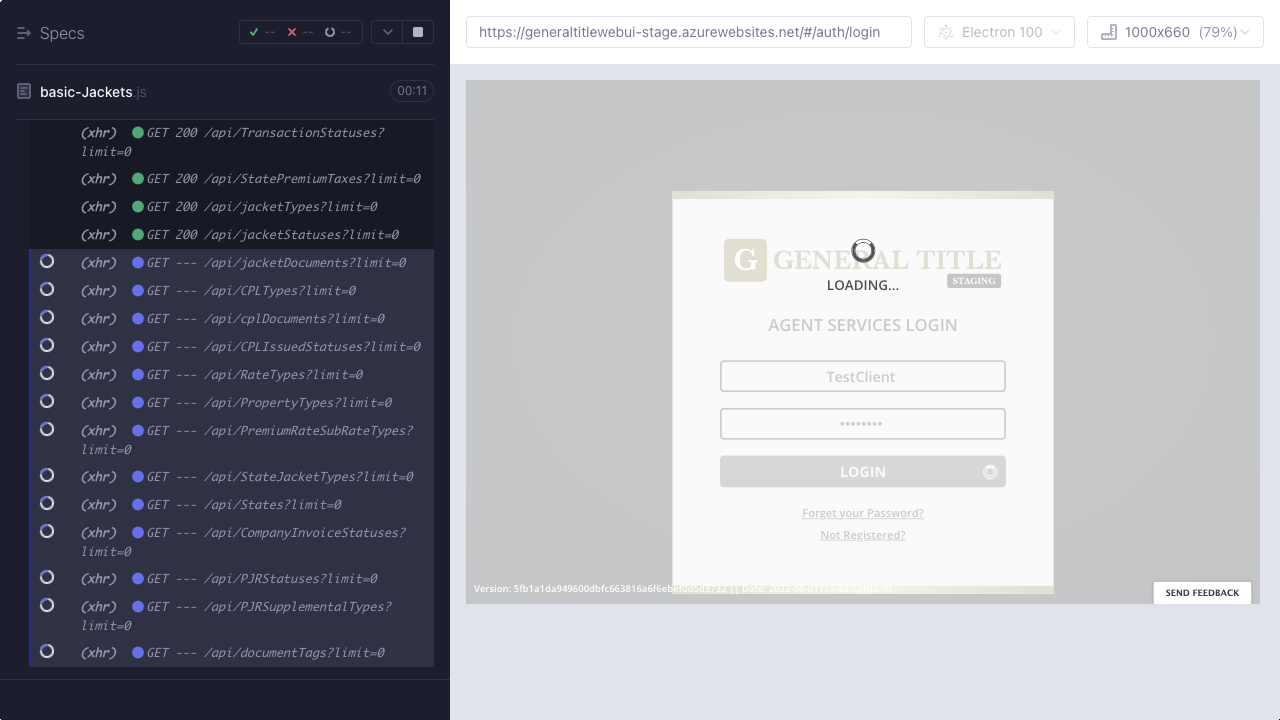 Specs
-- -- --
basic-Jackets.js
00:11
(xhr) GET 200 /api/TransactionStatuses?
limit=0
(xhr) GET 200 /api/StatePremiumTaxes?limit=0
(xhr) GET 200 /api/jacketTypes?limit=0
(xhr) GET 200 /api/jacketStatuses?limit=0
(xhr) GET --- /api/jacketDocuments?limit=0
(xhr) GET --- /api/CPLTypes?limit=0
(xhr) GET --- /api/cplDocuments?limit=0
(xhr) GET --- /api/CPLIssuedStatuses?limit=0
(xhr) GET --- /api/RateTypes?limit=0
(xhr) GET --- /api/PropertyTypes?limit=0
(xhr) GET --- /api/PremiumRateSubRateTypes?
limit=0
(xhr) GET --- /api/StateJacketTypes?limit=0
(xhr) GET --- /api/States?limit=0
(xhr) GET --- /api/CompanyInvoiceStatuses?
limit=0
(xhr) GET --- /api/PJRStatuses?limit=0
(xhr) GET --- /api/PJRSupplementalTypes?
limit=0
(xhr) GET --- /api/documentTags?limit=0
https://generaltitlewebui-stage.azurewebsites.net/#/auth/login
Electron 100
1000x660 (79%)
G GENERAL TITLE
STAGING
LOADING...
AGENT SERVICES LOGIN
TestClient
••••••••
LOGIN
Forget your Password?
Not Registered?
Version: || Date:
SEND FEEDBACK